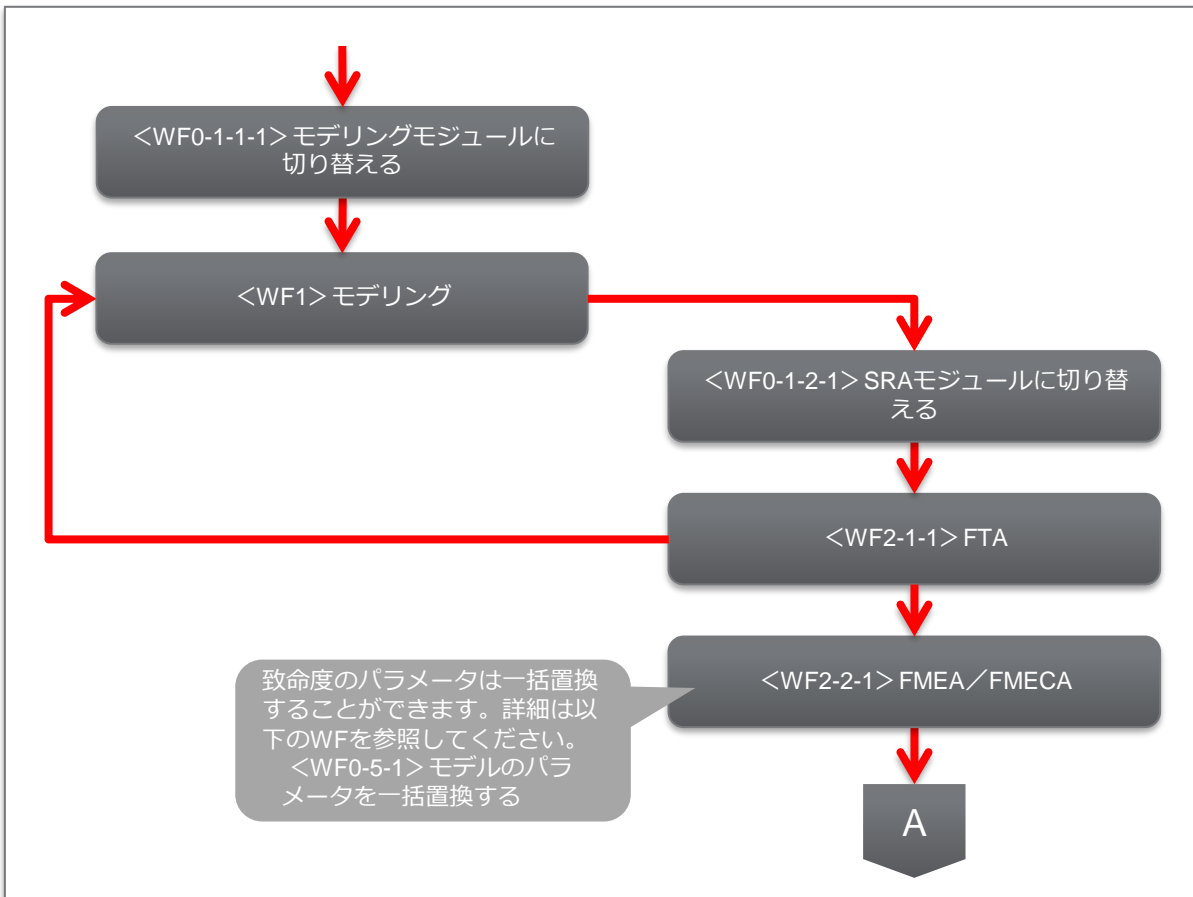 ＜WF0-1-1-1＞モデリングモジュールに
切り替える
＜WF1＞モデリング
＜WF0-1-2-1＞SRAモジュールに切り替
える
＜WF2-1-1＞FTA
＜WF2-2-1＞FMEA／FMECA
致命度のパラメータは一括置換
することができます。詳細は以
下のWFを参照してください。
＜WF0-5-1＞モデルのパラ
メータを一括置換する
A